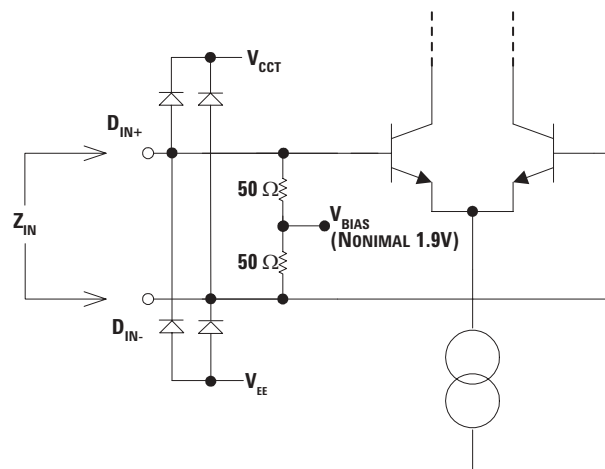 V_CCT
D_IN+
50 Ω
Z_IN
V_BIAS
(NONIMAL 1.9V)
50 Ω
D_IN-
V_EE